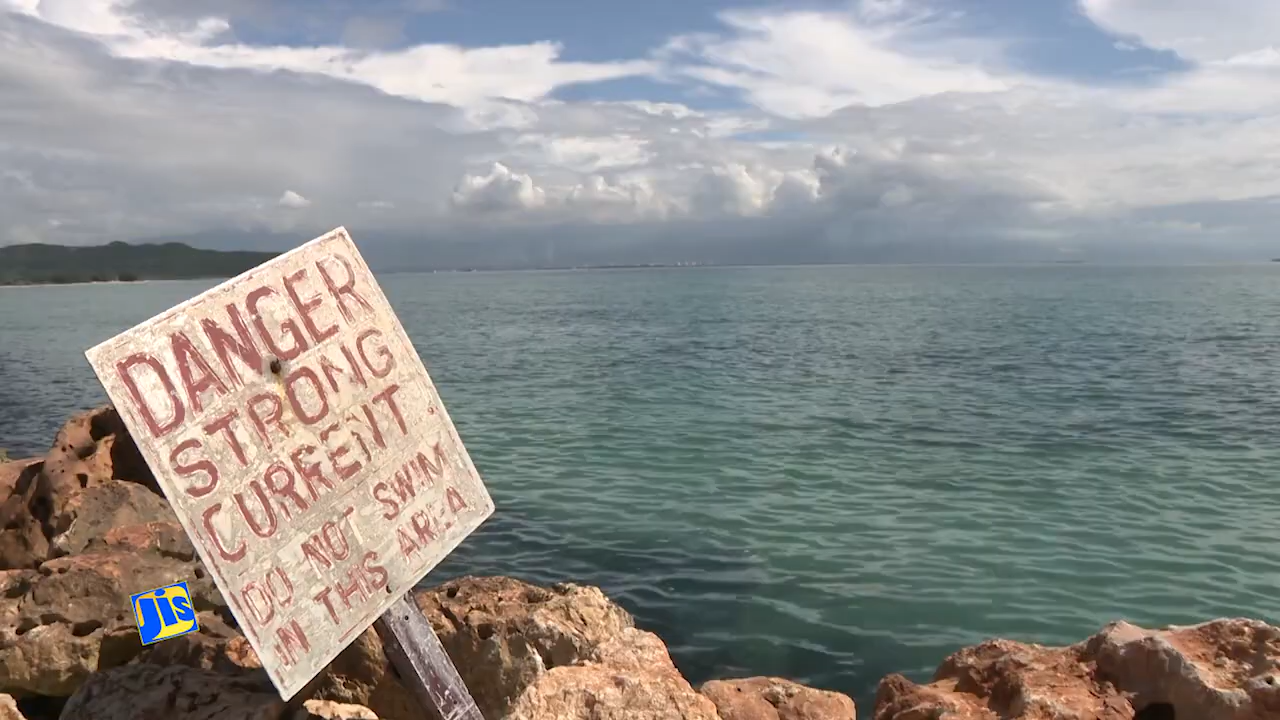 DANGER
STRONG
CURRENT
DO NOT SWIM
IN THIS AREA
Jis